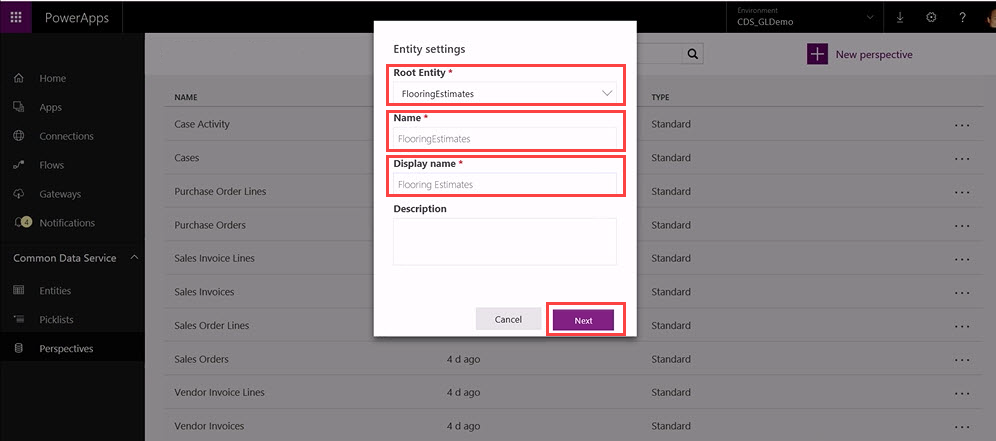 PowerApps
Environment
CDS_GLDemo
?
Home
Apps
Connections
Flows
Gateways
4
Notifications
Common Data Service
Entities
Picklists
Perspectives
New perspective
NAME
TYPE
Case Activity
Standard
Cases
Standard
Purchase Order Lines
Standard
Purchase Orders
Standard
Sales Invoice Lines
Standard
Sales Invoices
Standard
Sales Order Lines
Standard
Sales Orders
4 d ago
Standard
Vendor Invoice Lines
4 d ago
Standard
Vendor Invoices
4 d ago
Standard
Entity settings
Root Entity *
FlooringEstimates
Name *
FlooringEstimates
Display name *
Flooring Estimates
Description
Cancel
Next